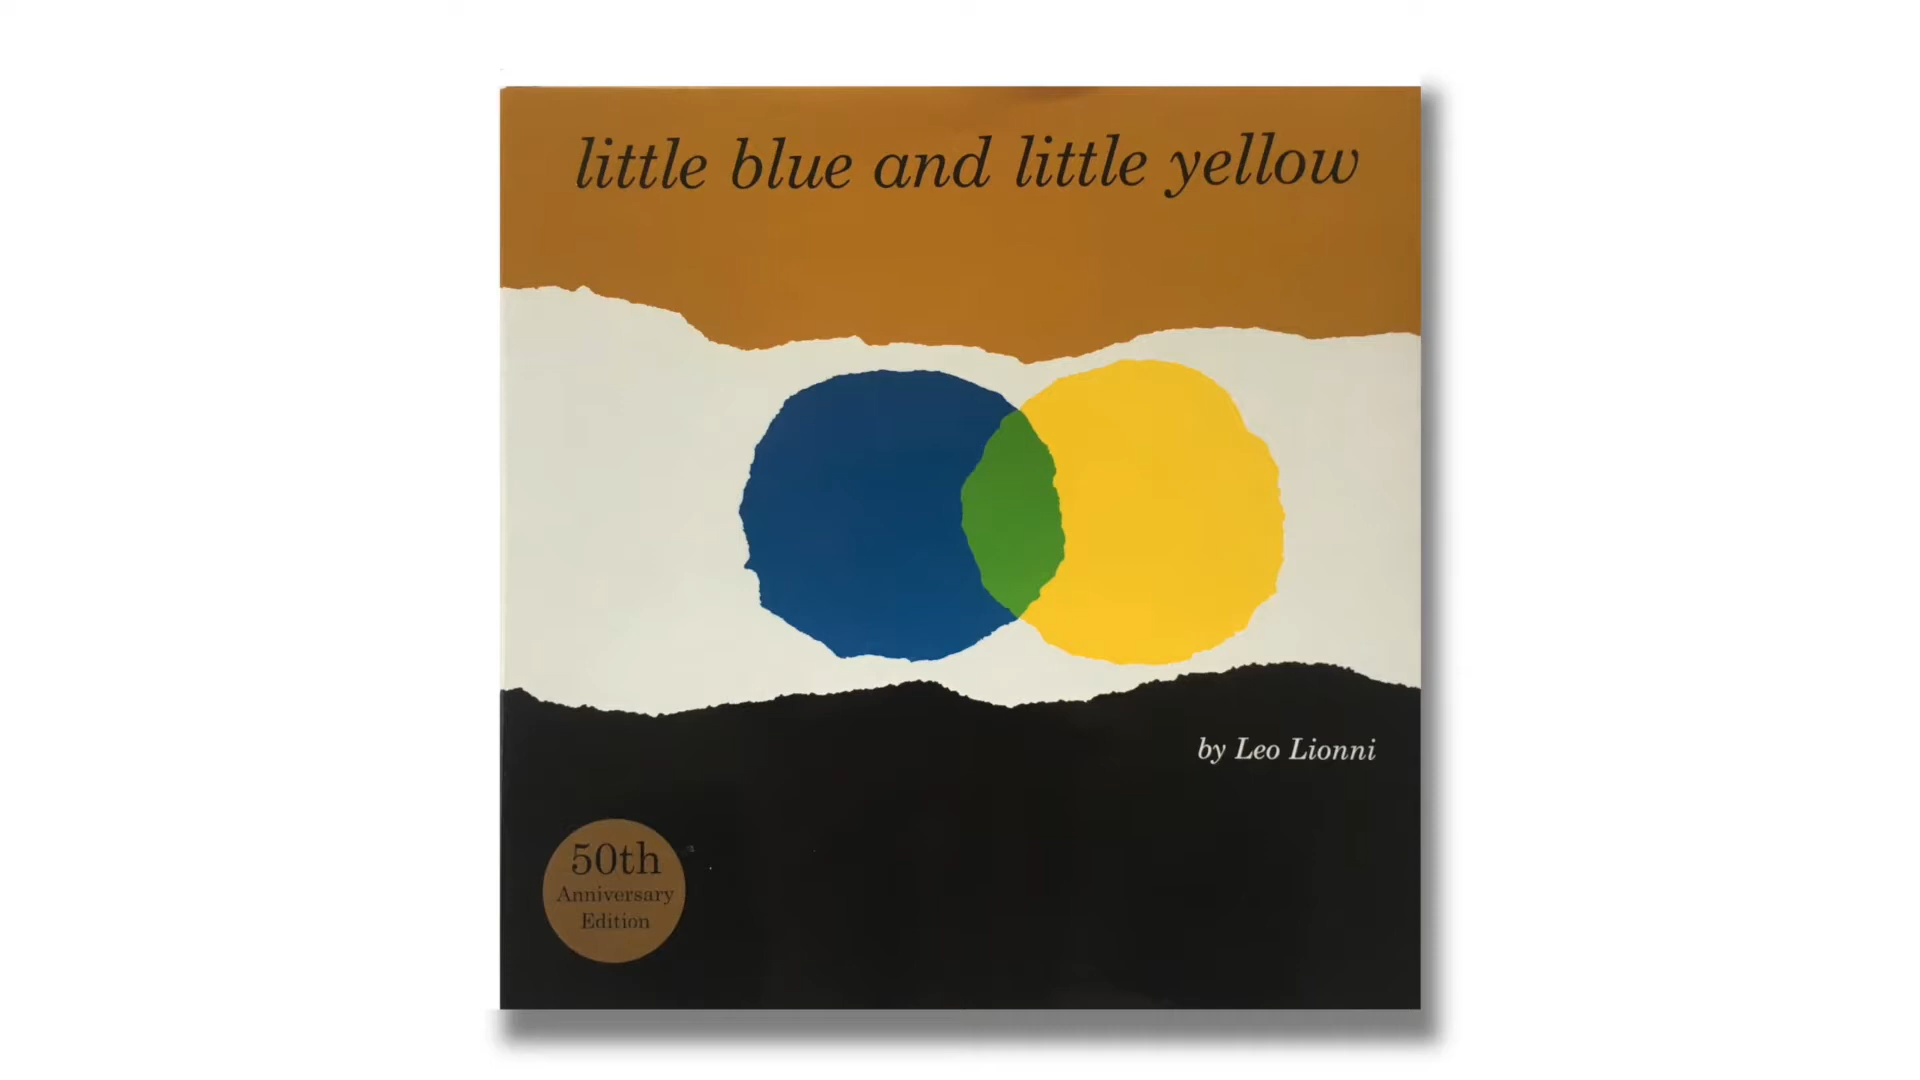 little blue and little yellow
by Leo Lionni
50th
Anniversary
Edition